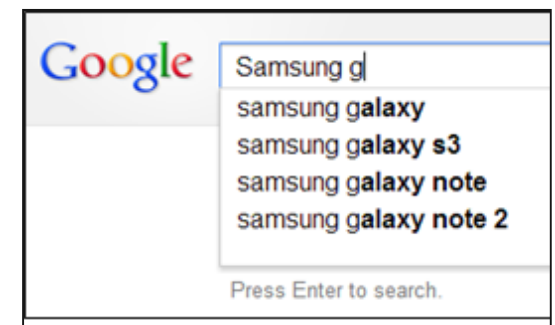 Google
Samsung g
samsung galaxy
samsung galaxy s3
samsung galaxy note
samsung galaxy note 2
Press Enter to search.